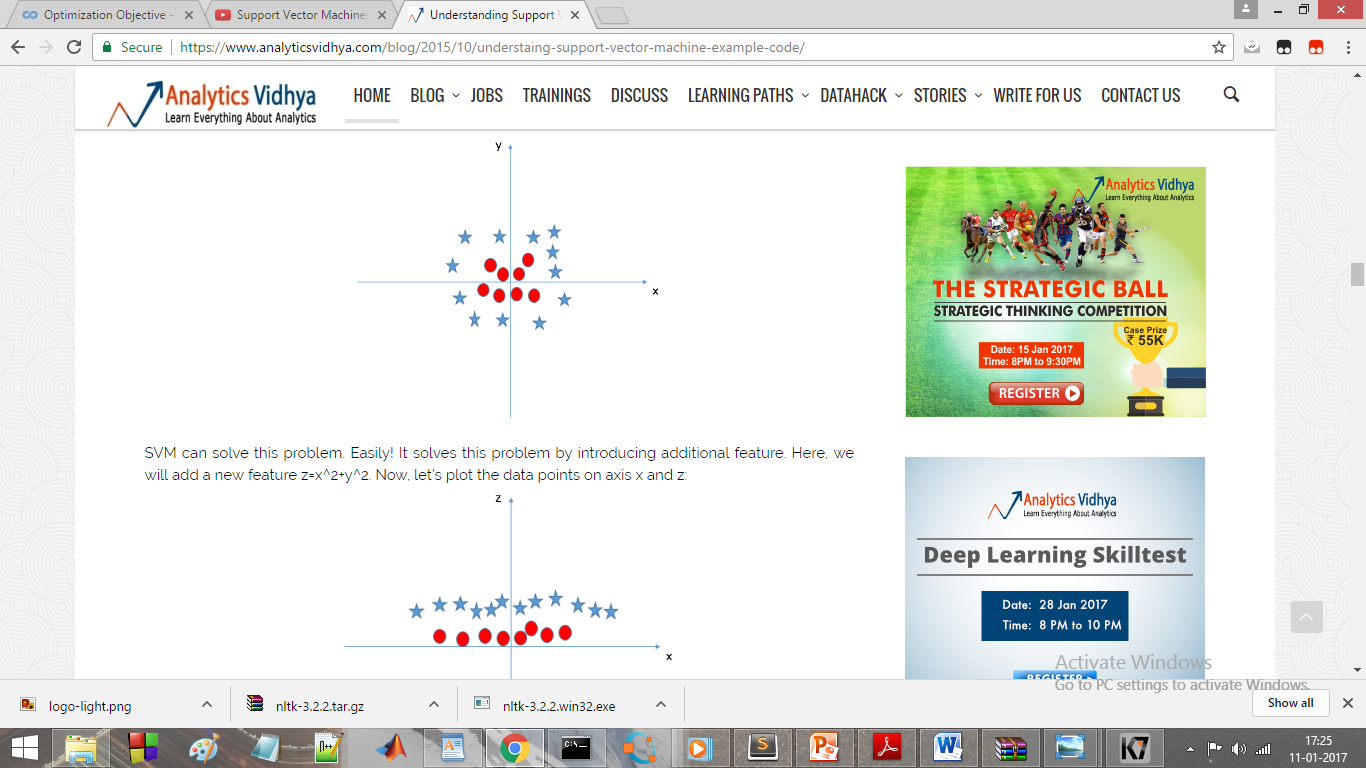 Optimization Objective -
Support Vector Machine
Understanding Support V
Secure
https://www.analyticsvidhya.com/blog/2015/10/understaing-support-vector-machine-example-code/
Analytics Vidhya
Learn Everything About Analytics
HOME BLOG JOBS TRAININGS DISCUSS LEARNING PATHS DATAHACK STORIES WRITE FOR US CONTACT US
y
x
SVM can solve this problem. Easily! It solves this problem by introducing additional feature. Here, we
will add a new feature z=x^2+y^2. Now, let's plot the data points on axis x and z:
z
x
Analytics Vidhya
Learn Everything About Analytics
THE STRATEGIC BALL
STRATEGIC THINKING COMPETITION
Case Prize
₹ 55K
Date: 15 Jan 2017
Time: 8PM to 9:30PM
REGISTER
Analytics Vidhya
Learn Everything About Analytics
Deep Learning Skilltest
Date: 28 Jan 2017
Time: 8 PM to 10 PM
REGISTER
Activate Windows
Go to PC settings to activate Windows.
logo-light.png
nltk-3.2.2.tar.gz
nltk-3.2.2.win32.exe
Show all
17:25
11-01-2017